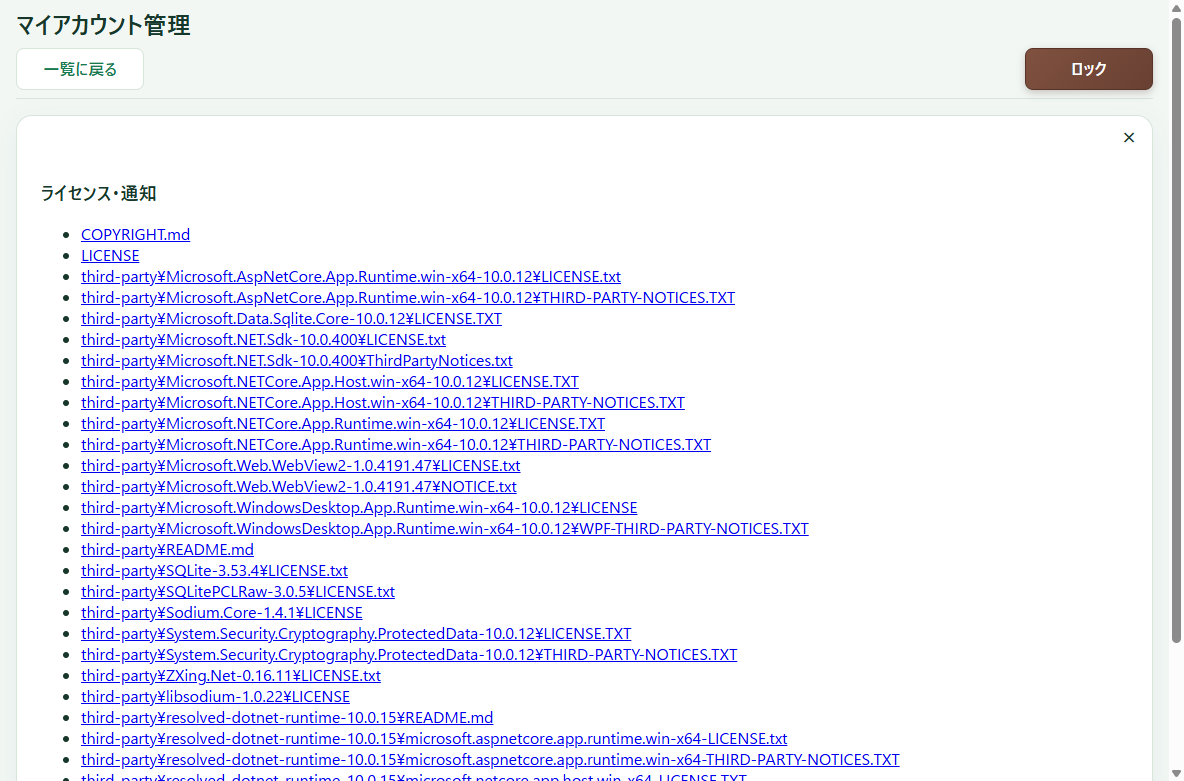 マイアカウント管理
一覧に戻る
ロック
×
ライセンス・通知
COPYRIGHT.md
LICENSE
third-party¥Microsoft.AspNetCore.App.Runtime.win-x64-10.0.12¥LICENSE.txt
third-party¥Microsoft.AspNetCore.App.Runtime.win-x64-10.0.12¥THIRD-PARTY-NOTICES.TXT
third-party¥Microsoft.Data.Sqlite.Core-10.0.12¥LICENSE.TXT
third-party¥Microsoft.NET.Sdk-10.0.400¥LICENSE.txt
third-party¥Microsoft.NET.Sdk-10.0.400¥ThirdPartyNotices.txt
third-party¥Microsoft.NETCore.App.Host.win-x64-10.0.12¥LICENSE.TXT
third-party¥Microsoft.NETCore.App.Host.win-x64-10.0.12¥THIRD-PARTY-NOTICES.TXT
third-party¥Microsoft.NETCore.App.Runtime.win-x64-10.0.12¥LICENSE.TXT
third-party¥Microsoft.NETCore.App.Runtime.win-x64-10.0.12¥THIRD-PARTY-NOTICES.TXT
third-party¥Microsoft.Web.WebView2-1.0.4191.47¥LICENSE.txt
third-party¥Microsoft.Web.WebView2-1.0.4191.47¥NOTICE.txt
third-party¥Microsoft.WindowsDesktop.App.Runtime.win-x64-10.0.12¥LICENSE
third-party¥Microsoft.WindowsDesktop.App.Runtime.win-x64-10.0.12¥WPF-THIRD-PARTY-NOTICES.TXT
third-party¥README.md
third-party¥SQLite-3.53.4¥LICENSE.txt
third-party¥SQLitePCLRaw-3.0.5¥LICENSE.txt
third-party¥Sodium.Core-1.4.1¥LICENSE
third-party¥System.Security.Cryptography.ProtectedData-10.0.12¥LICENSE.TXT
third-party¥System.Security.Cryptography.ProtectedData-10.0.12¥THIRD-PARTY-NOTICES.TXT
third-party¥ZXing.Net-0.16.11¥LICENSE.txt
third-party¥libsodium-1.0.22¥LICENSE
third-party¥resolved-dotnet-runtime-10.0.15¥README.md
third-party¥resolved-dotnet-runtime-10.0.15¥microsoft.aspnetcore.app.runtime.win-x64-LICENSE.txt
third-party¥resolved-dotnet-runtime-10.0.15¥microsoft.aspnetcore.app.runtime.win-x64-THIRD-PARTY-NOTICES.TXT
third-party¥resolved-dotnet-runtime-10.0.15¥microsoft.netcore.app.host.win-x64-LICENSE.TXT